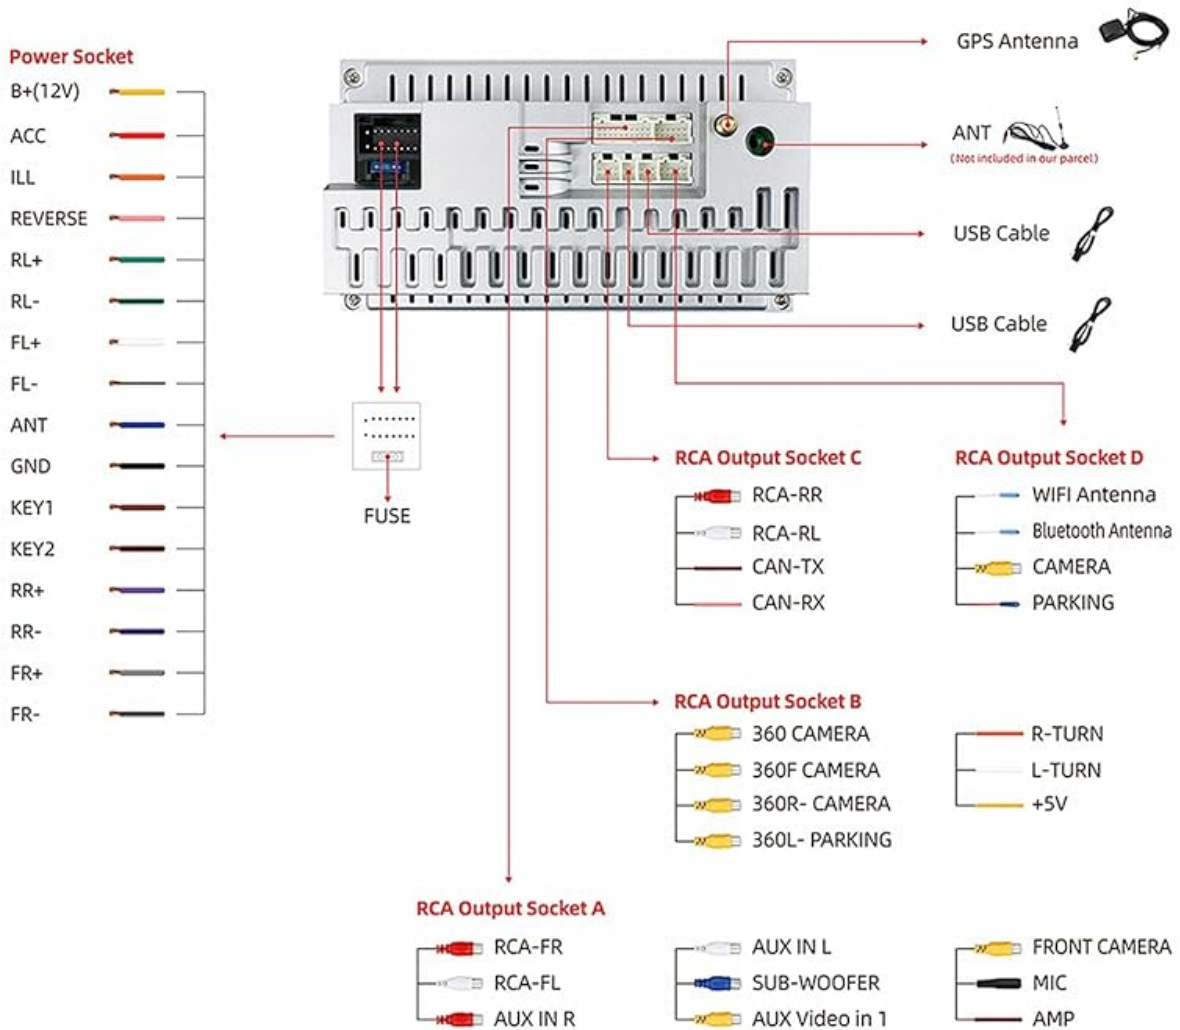 GPS Antenna
Power Socket
B+(12V)
ACC
ANT
(Not included in our parcel)
ILL
REVERSE
USB Cable
RL+
RL-
USB Cable
FL+
FL-
ANT
GND
KEY1
FUSE
KEY2
RR+
RR-
FR+
FR-
RCA Output Socket C
RCA-RR
RCA-RL
CAN-TX
CAN-RX
RCA Output Socket D
WIFI Antenna
Bluetooth Antenna
CAMERA
PARKING
RCA Output Socket B
360 CAMERA
360F CAMERA
360R- CAMERA
360L- PARKING
R-TURN
L-TURN
+5V
RCA Output Socket A
RCA-FR
RCA-FL
AUX IN R
AUX IN L
SUB-WOOFER
AUX Video in 1
FRONT CAMERA
MIC
AMP